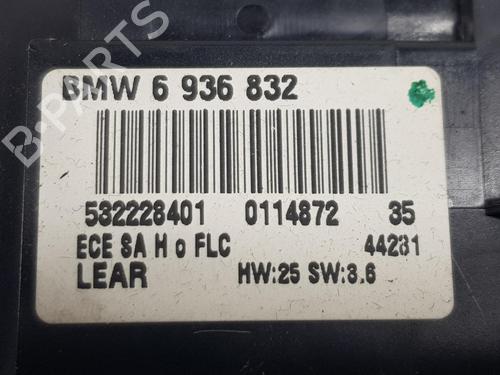 BMW 6 936 832
532228401 0114872 35
ECE SA H o FLC 44231
LEAR HW:25 SW:3.6
B-PARTS